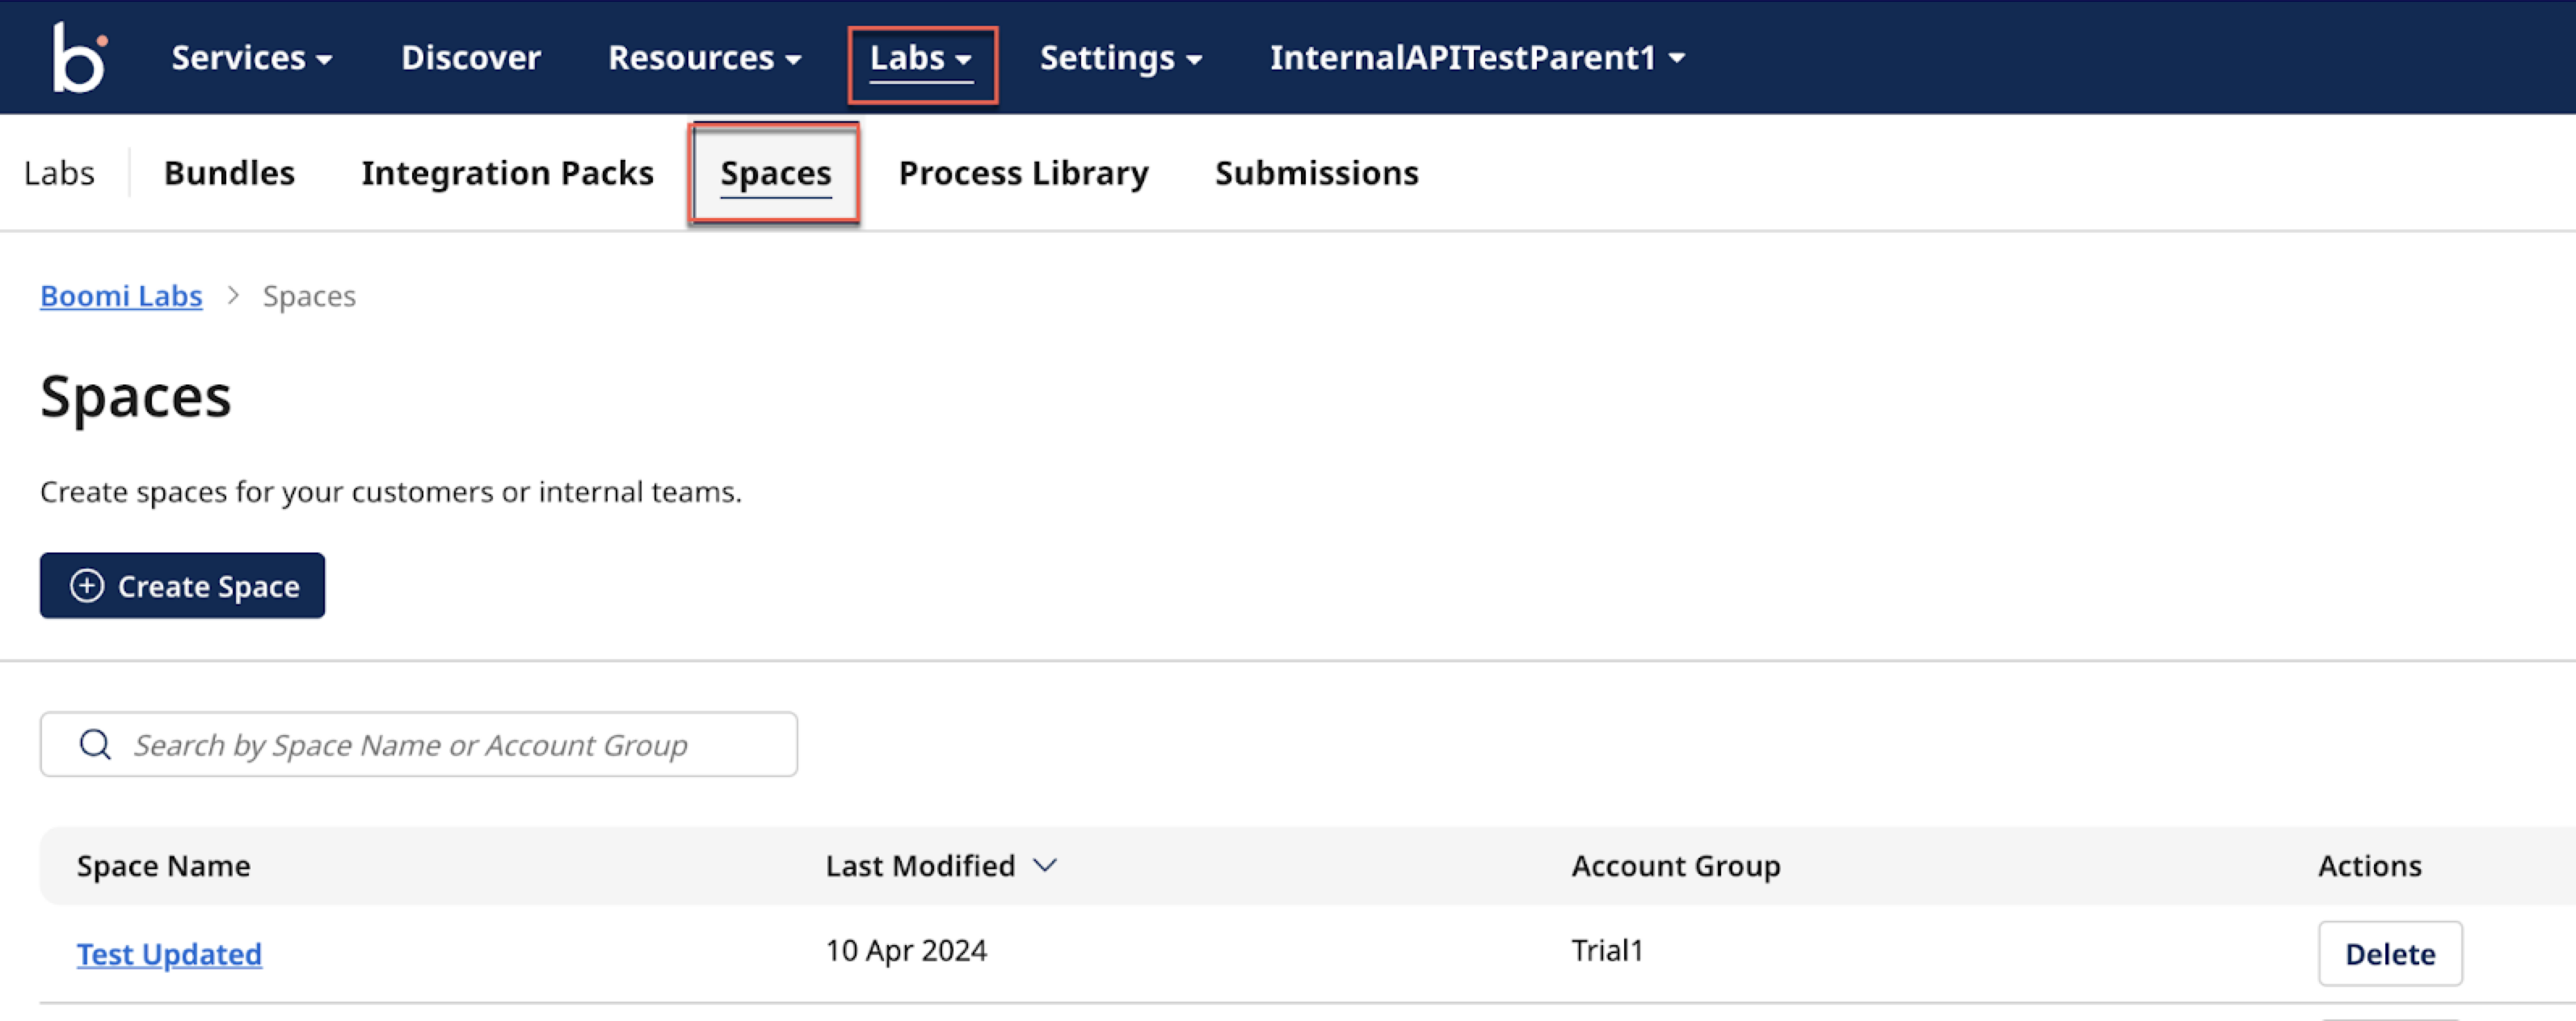 b Services Discover Resources Labs Settings InternalAPITestParent1
Labs Bundles Integration Packs Spaces Process Library Submissions
Boomi Labs > Spaces
Spaces
Create spaces for your customers or internal teams.
Create Space
Search by Space Name or Account Group
Space Name Last Modified Account Group Actions
Test Updated 10 Apr 2024 Trial1 Delete